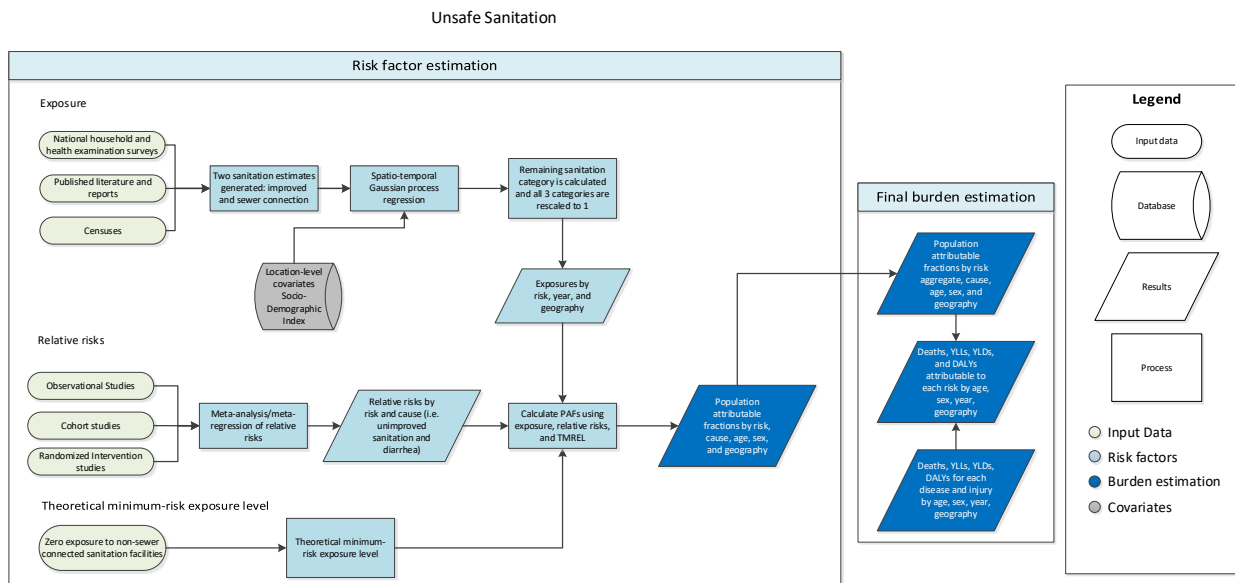 Unsafe Sanitation
Risk factor estimation
Exposure
National household and
health examination surveys
Published literature and
reports
Censuses
Two sanitation estimates
generated: improved
and sewer connection
Spatio-temporal
Gaussian process
regression
Remaining sanitation
category is calculated
and all 3 categories are
rescaled to 1
Location-level
covariates
Socio-
Demographic
Index
Exposures by
risk, year, and
geography
Relative risks
Observational Studies
Cohort studies
Randomized Intervention
studies
Meta-analysis/meta-
regression of relative
risks
Relative risks by
risk and cause (i.e.
unimproved
sanitation and
diarrhea)
Calculate PAFs using
exposure, relative risks,
and TMREL
Population
attributable
fractions by risk,
cause, age, sex,
and geography
Theoretical minimum-risk exposure level
Zero exposure to non-sewer
connected sanitation facilities
Theoretical minimum-
risk exposure level
Final burden estimation
Population
attributable
fractions by risk
aggregate, cause,
age, sex, and
geography
Deaths, YLLs, YLDs,
and DALYs
attributable to
each risk by age,
sex, year,
geography
Deaths, YLLs, YLDs,
DALYs for each
disease and injury
by age, sex, year,
geography
Legend
Input data
Database
Results
Process
Input Data
Risk factors
Burden estimation
Covariates